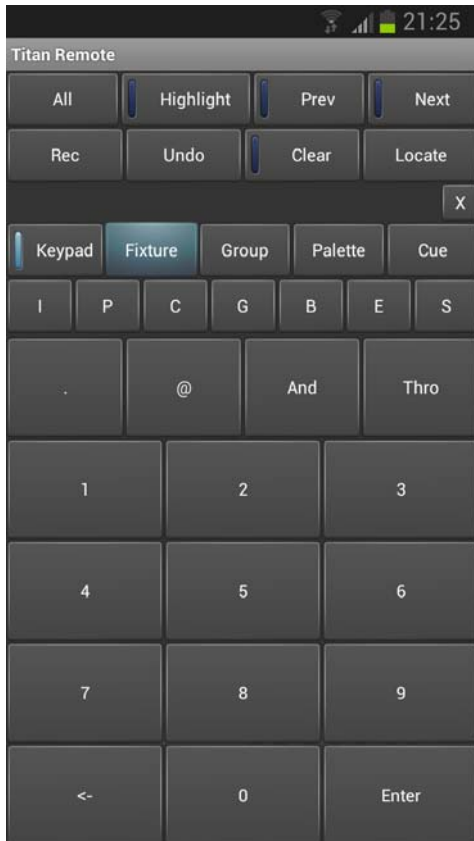 21:25
Titan Remote
All Highlight Prev Next
Rec Undo Clear Locate
X
Keypad Fixture Group Palette Cue
I P C G B E S
. @ And Thro
1 2 3
4 5 6
7 8 9
<- 0 Enter